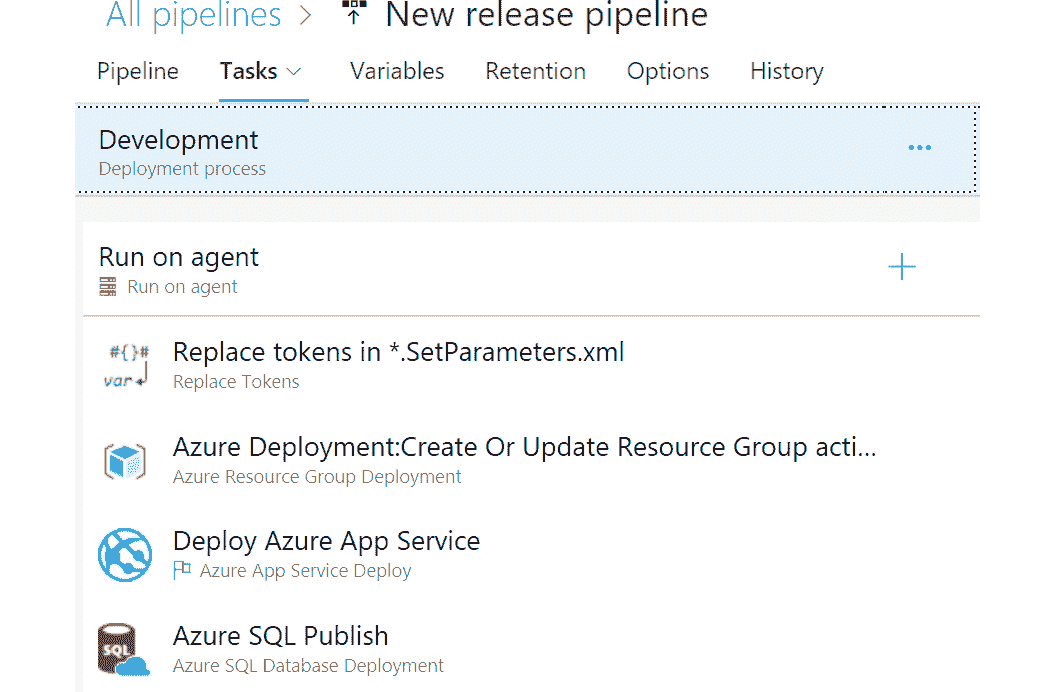 All pipelines > New release pipeline
Pipeline Tasks Variables Retention Options History
Development
Deployment process
...
Run on agent
+
Run on agent
#{}# Replace tokens in *.SetParameters.xml
var Replace Tokens
Azure Deployment:Create Or Update Resource Group acti...
Azure Resource Group Deployment
Deploy Azure App Service
Azure App Service Deploy
Azure SQL Publish
SQL
Azure SQL Database Deployment